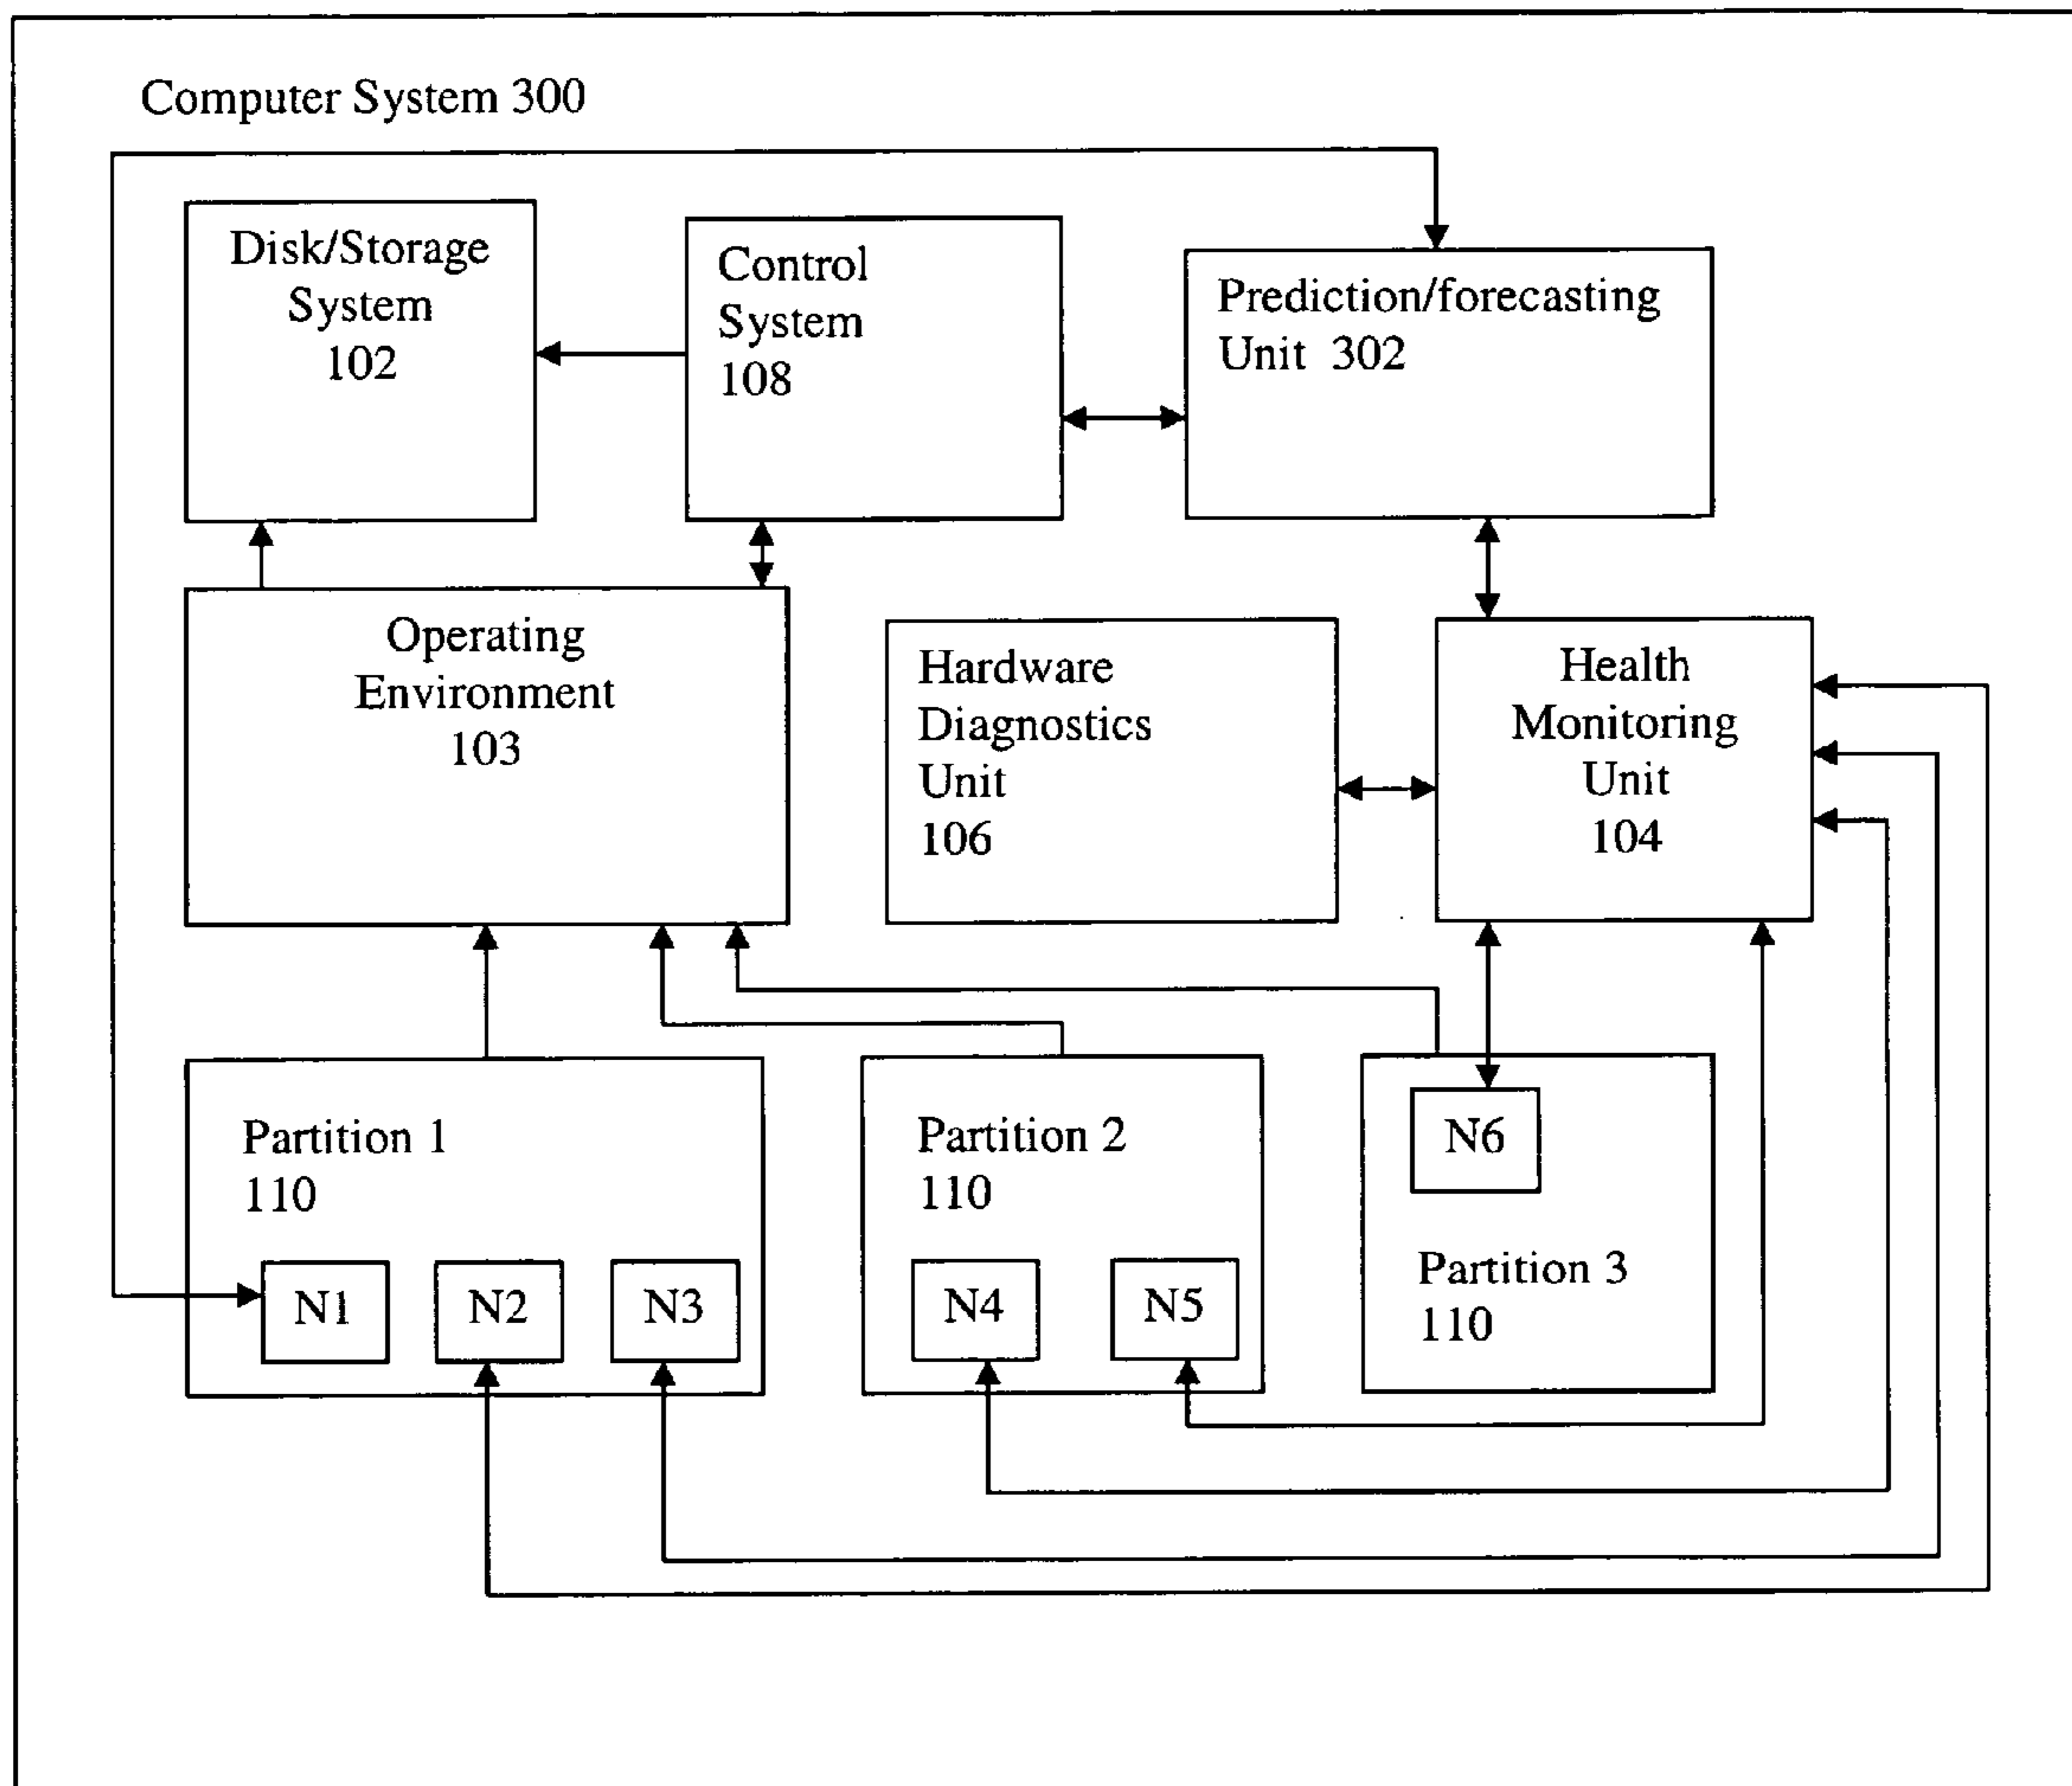 Computer System 300
Disk/Storage
System
102
Control
System
108
Prediction/forecasting
Unit 302
Operating
Environment
103
Hardware
Diagnostics
Unit
106
Health
Monitoring
Unit
104
Partition 1
110
N1
N2
N3
Partition 2
110
N4
N5
N6
Partition 3
110